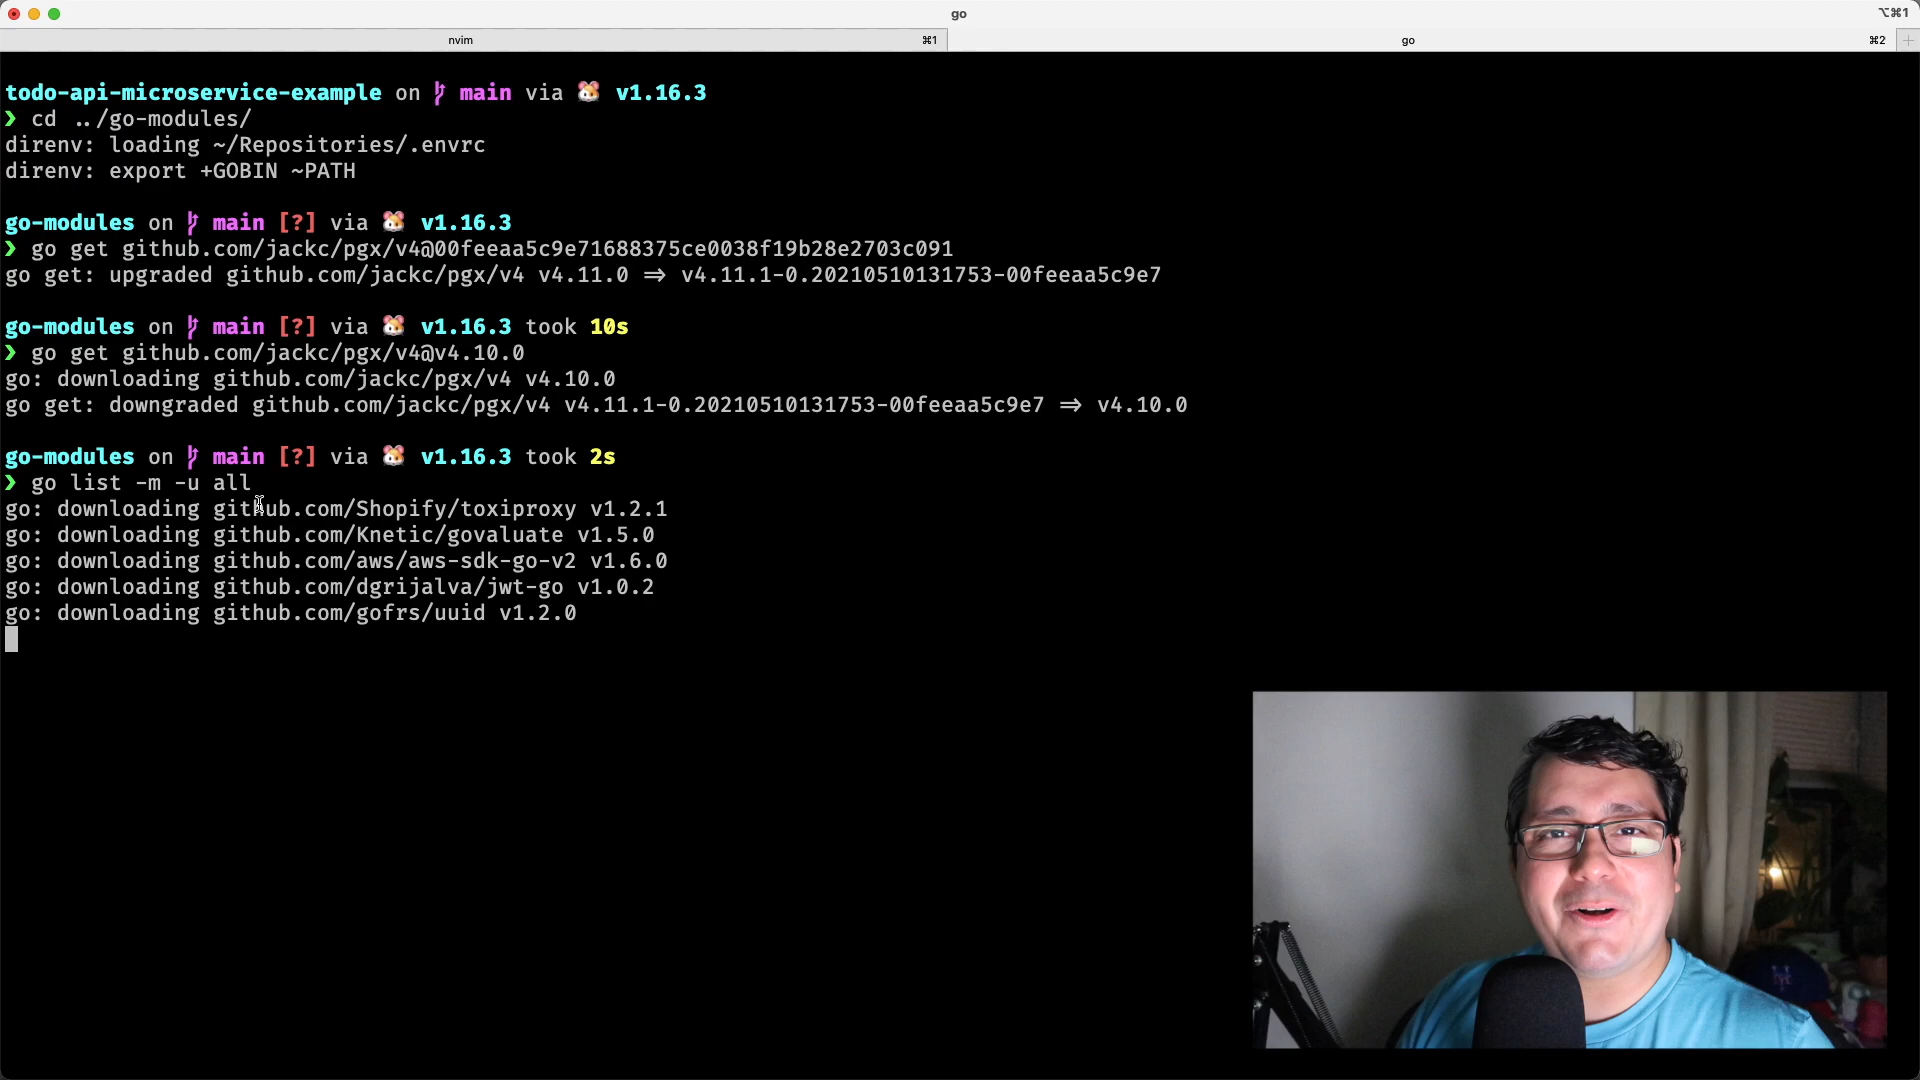 go
⌥⌘1
nvim ⌘1 go ⌘2 +
todo-api-microservice-example on main via 🐹 v1.16.3
❯ cd ../go-modules/
direnv: loading ~/Repositories/.envrc
direnv: export +GOBIN ~PATH
go-modules on main [?] via 🐹 v1.16.3
❯ go get github.com/jackc/pgx/v4@00feeaa5c9e71688375ce0038f19b28e2703c091
go get: upgraded github.com/jackc/pgx/v4 v4.11.0 => v4.11.1-0.20210510131753-00feeaa5c9e7
go-modules on main [?] via 🐹 v1.16.3 took 10s
❯ go get github.com/jackc/pgx/v4@v4.10.0
go: downloading github.com/jackc/pgx/v4 v4.10.0
go get: downgraded github.com/jackc/pgx/v4 v4.11.1-0.20210510131753-00feeaa5c9e7 => v4.10.0
go-modules on main [?] via 🐹 v1.16.3 took 2s
❯ go list -m -u all
go: downloading github.com/Shopify/toxiproxy v1.2.1
go: downloading github.com/Knetic/govaluate v1.5.0
go: downloading github.com/aws/aws-sdk-go-v2 v1.6.0
go: downloading github.com/dgrijalva/jwt-go v1.0.2
go: downloading github.com/gofrs/uuid v1.2.0